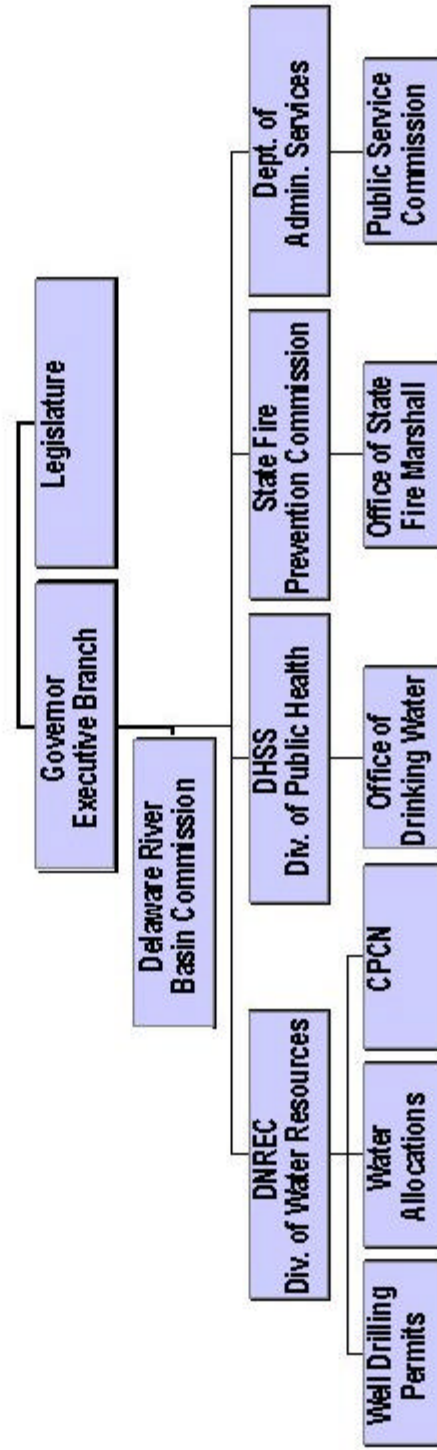 Governor
Executive Branch
Legislature
Delaware River
Basin Commission
DNREC
Div. of Water Resources
DHSS
Div. of Public Health
State Fire
Prevention Commission
Dept. of
Admin. Services
Well Drilling
Permits
Water
Allocations
CPCN
Office of
Drinking Water
Office of State
Fire Marshall
Public Service
Commission